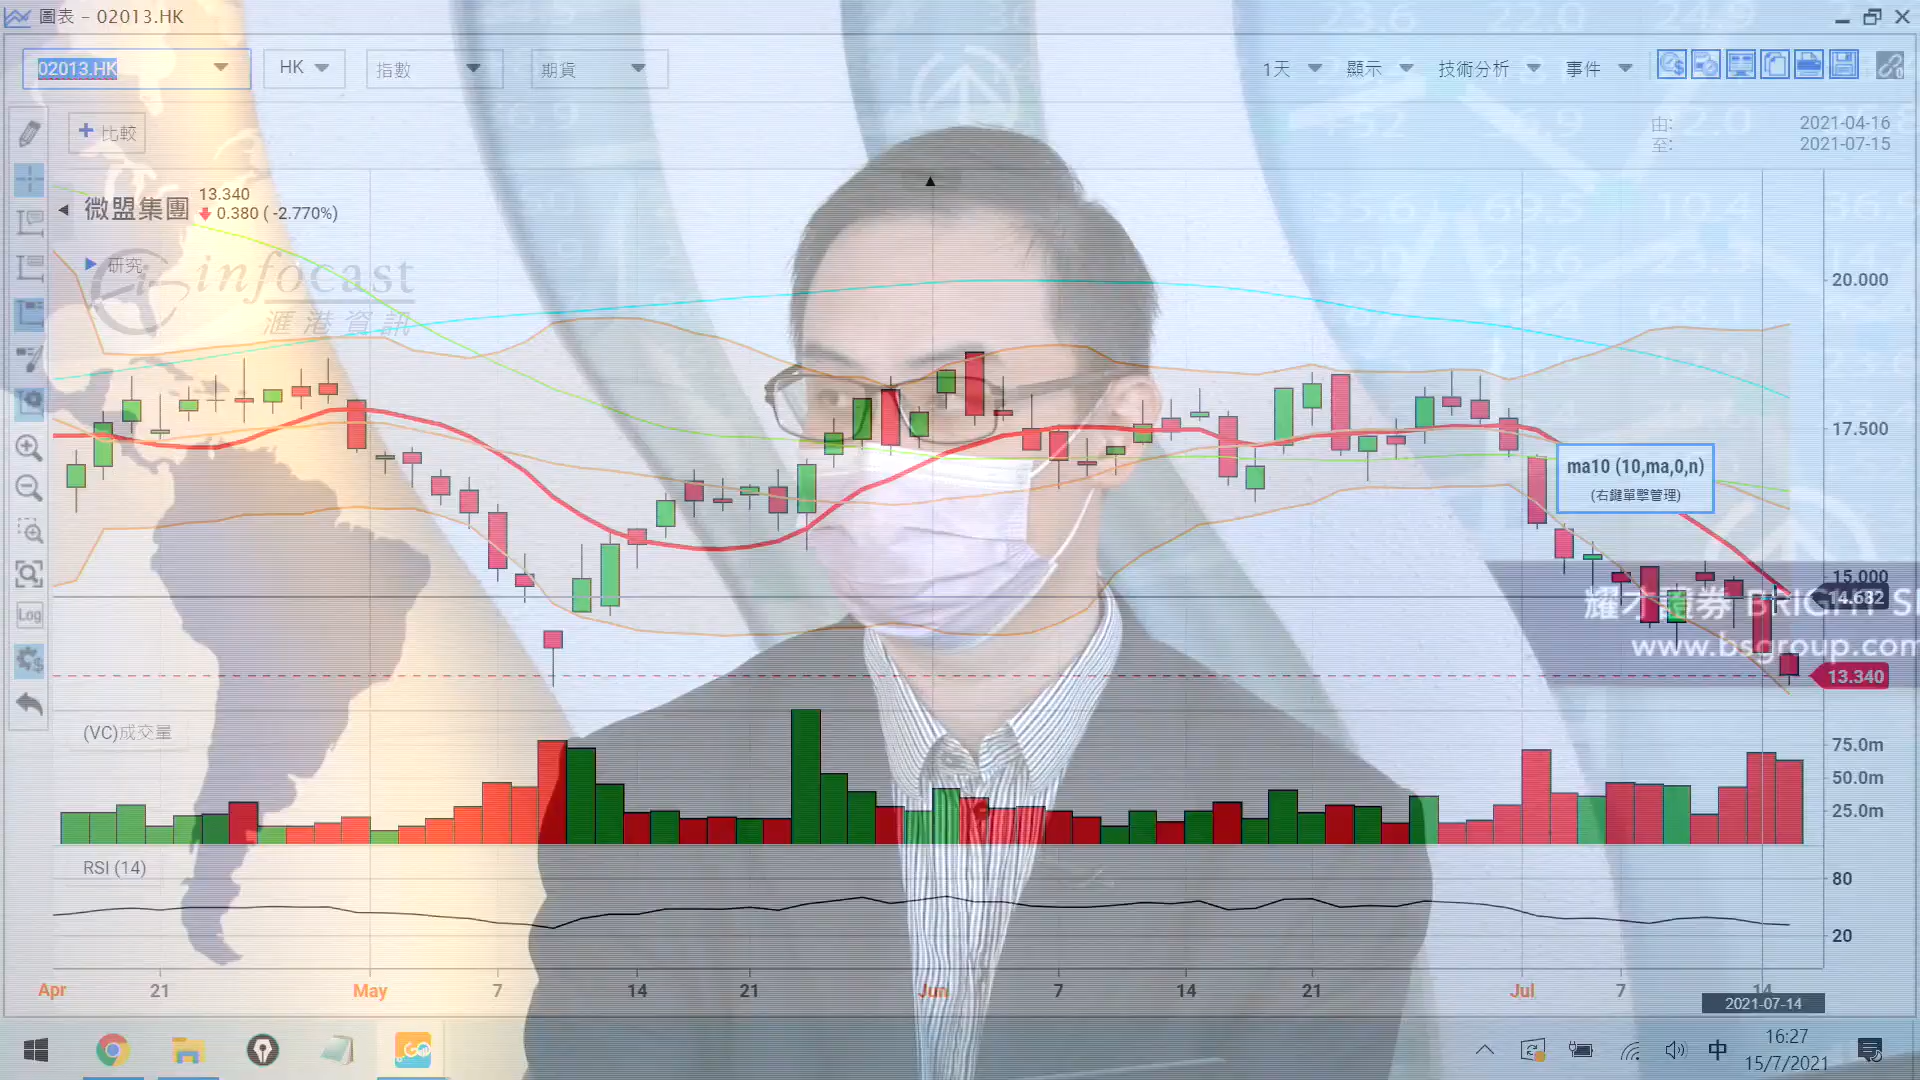 圖表 - 02013.HK
02013.HK
HK
指數
期貨
1天
顯示
技術分析
事件
比較
由: 2021-04-16
至: 2021-07-15
微盟集團
13.340
0.380 ( -2.770%)
研究
infocast
滙港資訊
20.000
17.500
ma10 (10,ma,0,n)
(右鍵單擊管理)
15.000
14.682
耀才證券 BRIGHT S
www.bsgroup.com
13.340
Log
(VC)成交量
75.0m
50.0m
25.0m
RSI (14)
80
20
Apr 21 May 7 14 21 Jun 7 14 21 Jul 7 14
2021-07-14
中
16:27
15/7/2021